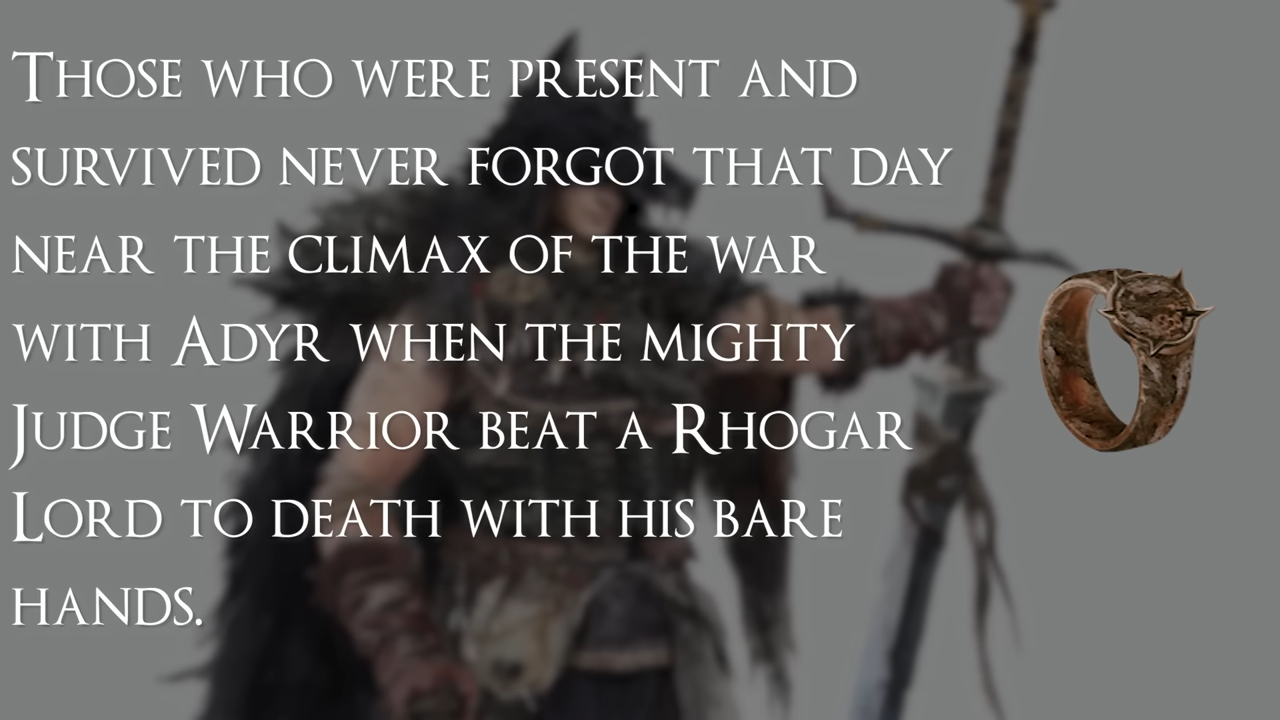 Those who were present and
survived never forgot that day
near the climax of the war
with Adyr when the mighty
Judge Warrior beat a Rhogar
Lord to death with his bare
hands.